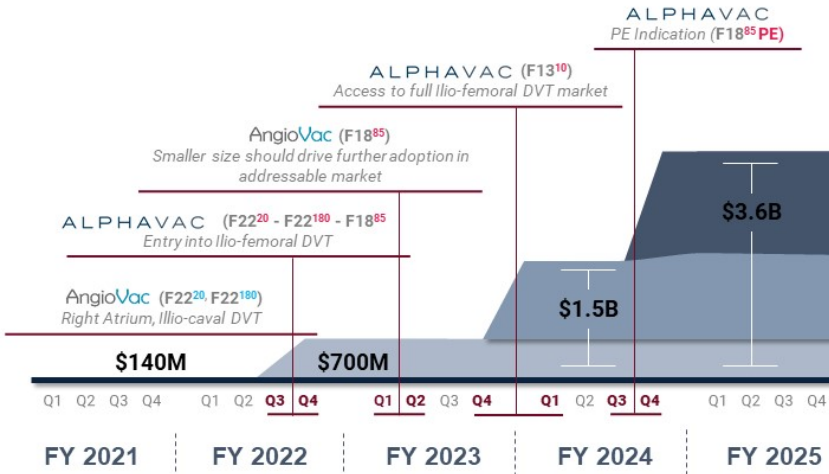 ALPHAVAC
PE Indication (F18⁸⁵ PE)
ALPHAVAC (F13¹⁰)
Access to full Ilio-femoral DVT market
AngioVac (F18⁸⁵)
Smaller size should drive further adoption in
addressable market
ALPHAVAC (F22²⁰ - F22¹⁸⁰ - F18⁸⁵
Entry into Ilio-femoral DVT
AngioVac (F22²⁰, F22¹⁸⁰)
Right Atrium, Illio-caval DVT
$140M
$700M
$1.5B
$3.6B
Q1 Q2 Q3 Q4 Q1 Q2 Q3 Q4 Q1 Q2 Q3 Q4 Q1 Q2 Q3 Q4 Q1 Q2 Q3 Q4
FY 2021 FY 2022 FY 2023 FY 2024 FY 2025